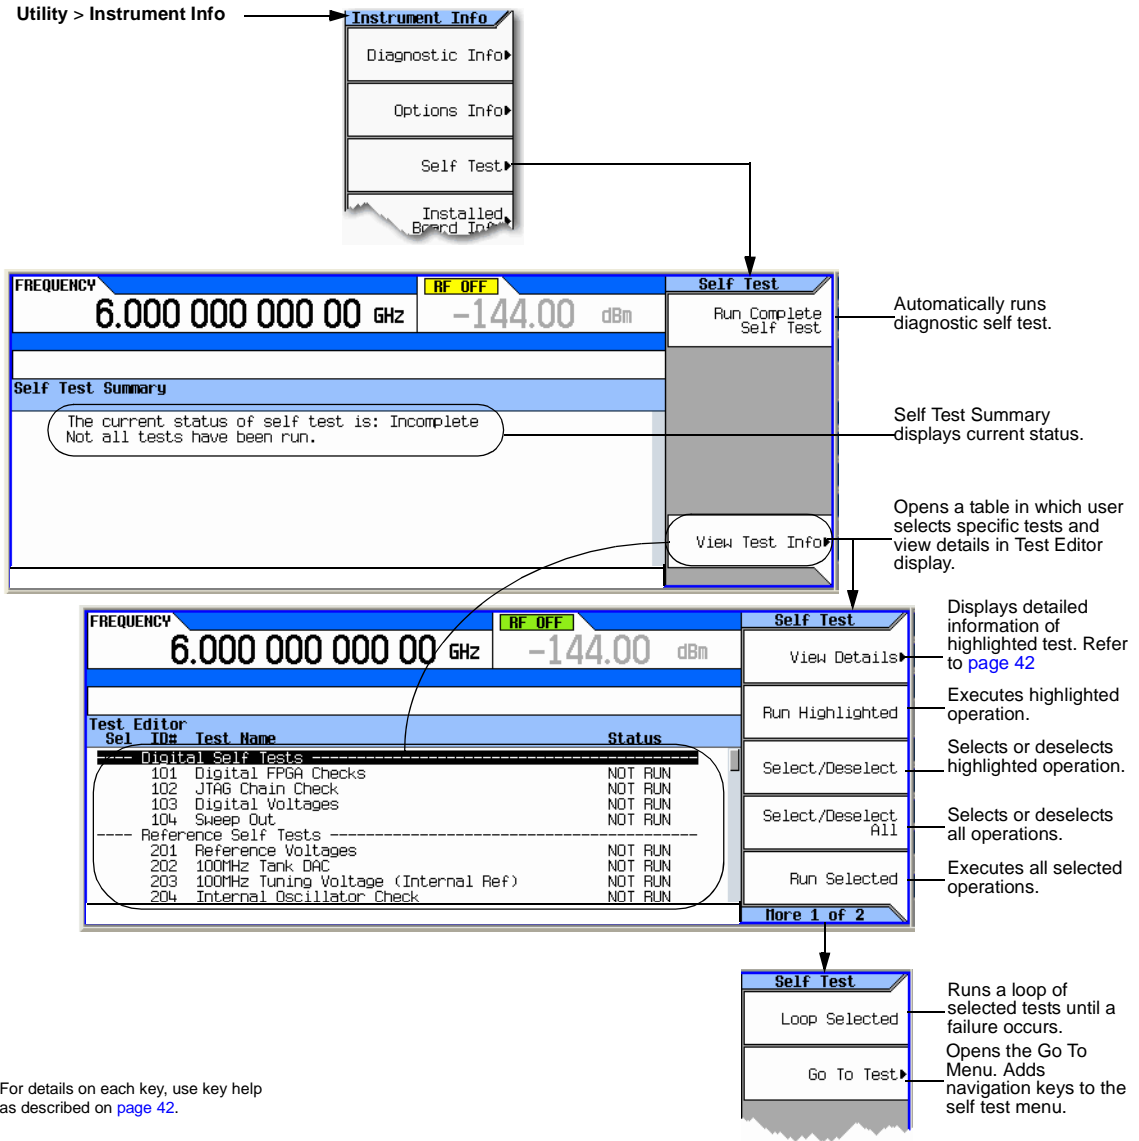 Utility > Instrument Info
Instrument Info
Diagnostic Info
Options Info
Self Test
Installed
Board Info
FREQUENCY
6.000 000 000 00 GHz
RF OFF
-144.00 dBm
Self Test
Run Complete
Self Test
Automatically runs
diagnostic self test.
Self Test Summary
The current status of self test is: Incomplete
Not all tests have been run.
Self Test Summary
displays current status.
View Test Info
Opens a table in which user
selects specific tests and
view details in Test Editor
display.
FREQUENCY
6.000 000 000 00 GHz
RF OFF
-144.00 dBm
Self Test
View Details
Displays detailed
information of
highlighted test. Refer
to page 42
Run Highlighted
Executes highlighted
operation.
Select/Deselect
Selects or deselects
highlighted operation.
Select/Deselect
All
Selects or deselects
all operations.
Run Selected
Executes all selected
operations.
More 1 of 2
Test Editor
Sel ID# Test Name Status
---- Digital Self Tests ----
101 Digital FPGA Checks NOT RUN
102 JTAG Chain Check NOT RUN
103 Digital Voltages NOT RUN
104 Sweep Out NOT RUN
---- Reference Self Tests ----
201 Reference Voltages NOT RUN
202 100MHz Tank DAC NOT RUN
203 100MHz Tuning Voltage (Internal Ref) NOT RUN
204 Internal Oscillator Check NOT RUN
Self Test
Loop Selected
Runs a loop of
selected tests until a
failure occurs.
Go To Test
Opens the Go To
Menu. Adds
navigation keys to the
self test menu.
For details on each key, use key help
as described on page 42.